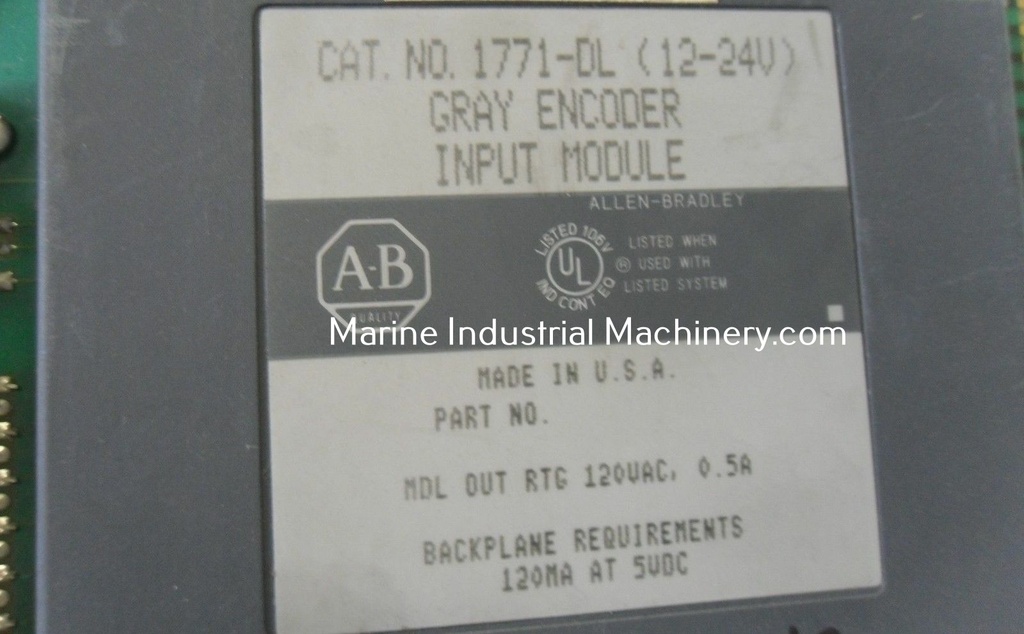 CAT. NO. 1771-DL (12-24V)
GRAY ENCODER
INPUT MODULE
ALLEN-BRADLEY
A-B
QUALITY
LISTED 106V
UL
IND CONT EQ
®
LISTED WHEN
USED WITH
LISTED SYSTEM
Marine Industrial Machinery.com
MADE IN U.S.A.
PART NO.
MDL OUT RTG 120VAC, 0.5A
BACKPLANE REQUIREMENTS
120MA AT 5VDC